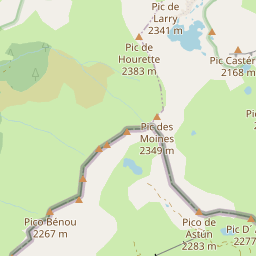 Pic de
Larry
2341 m
Pic de
Hourette
2383 m
Pic Castér
2168 m
Pic des
Moines
2349 m
Pico Bénou
2267 m
Pico de
Astún
2283 m
Pic D'
2277